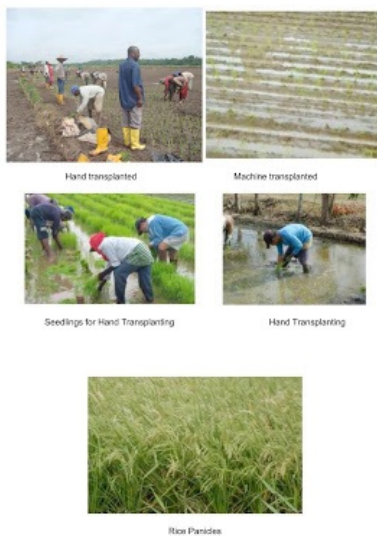 Hand transplanted
Machine transplanted
Seedlings for Hand Transplanting
Hand Transplanting
Rice Panicles